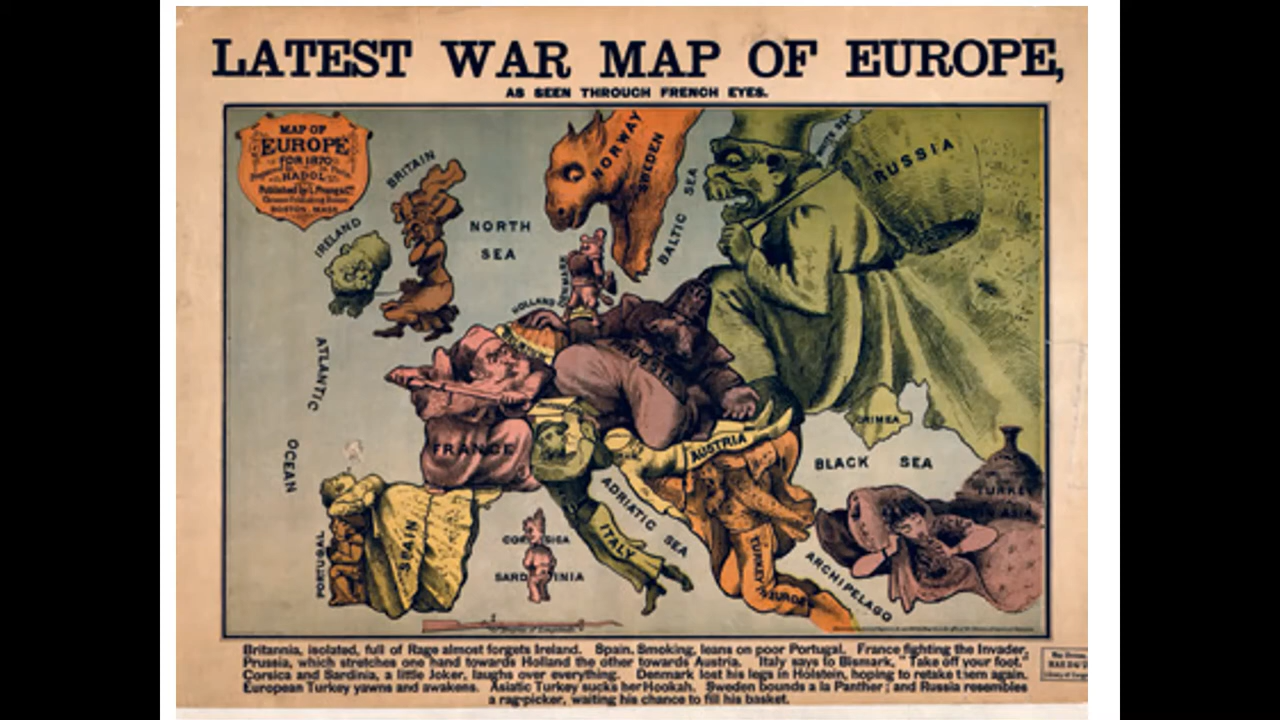 LATEST WAR MAP OF EUROPE,
AS SEEN THROUGH FRENCH EYES.
MAP OF
EUROPE
FOR 1870
HADOL
BOSTON, MASS.
BRITAIN
IRELAND
NORTH
SEA
NORWAY
SWEDEN
BALTIC SEA
WHITE SEA
RUSSIA
HOLLAND
ATLANTIC
OCEAN
FRANCE
AUSTRIA
CRIMEA
BLACK SEA
ADRIATIC SEA
ITALY
CORSICA
SARDINIA
PORTUGAL
SPAIN
TURKEY
ARCHIPELAGO
Britannia, isolated, full of Rage almost forgets Ireland. Spain, Smoking, leans on poor Portugal. France fighting the Invader,
Prussia, which stretches one hand towards Holland the other towards Austria. Italy says to Bismark, "Take off your foot,"
Corsica and Sardinia, a little Joker, laughs over everything. Denmark lost his legs in Holstein, hoping to retake them again.
European Turkey yawns and awakens. Asiatic Turkey sucks her Hookah. Sweden bounds a la Panther; and Russia resembles
a rag-picker, waiting his chance to fill his basket.